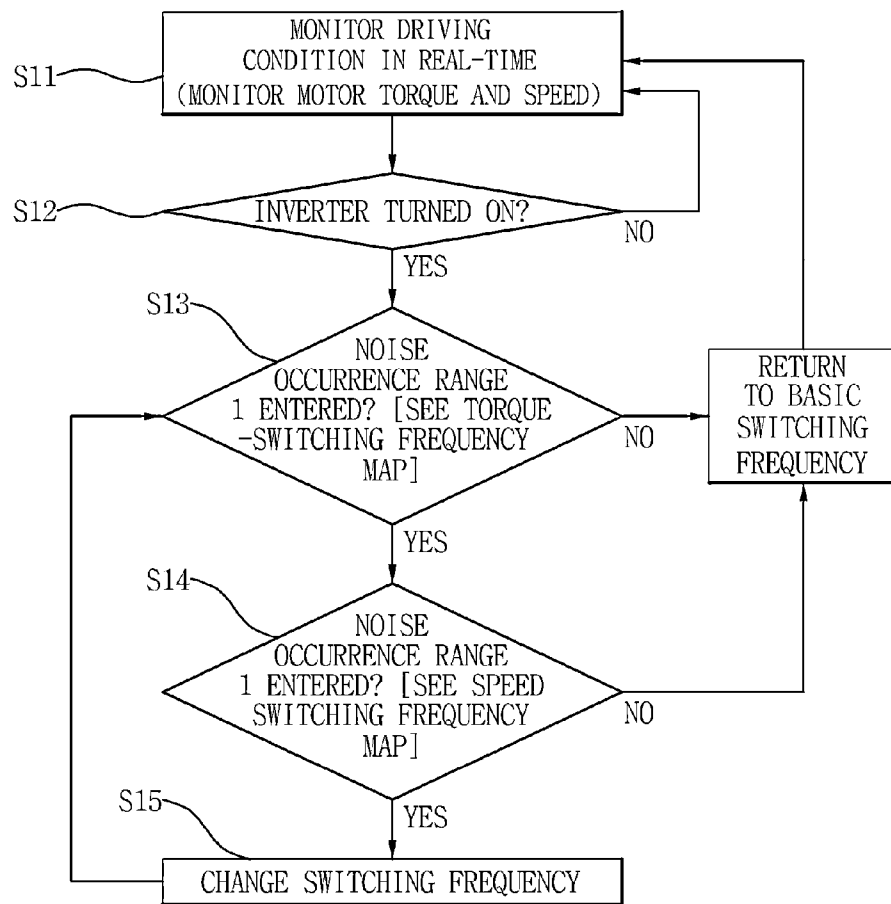 MONITOR DRIVING
CONDITION IN REAL-TIME
(MONITOR MOTOR TORQUE AND SPEED)
S11
INVERTER TURNED ON?
S12
NO
YES
S13
NOISE
OCCURRENCE RANGE
1 ENTERED? [SEE TORQUE
-SWITCHING FREQUENCY
MAP]
NO
RETURN
TO BASIC
SWITCHING
FREQUENCY
YES
S14
NOISE
OCCURRENCE RANGE
1 ENTERED? [SEE SPEED
SWITCHING FREQUENCY
MAP]
NO
YES
S15
CHANGE SWITCHING FREQUENCY